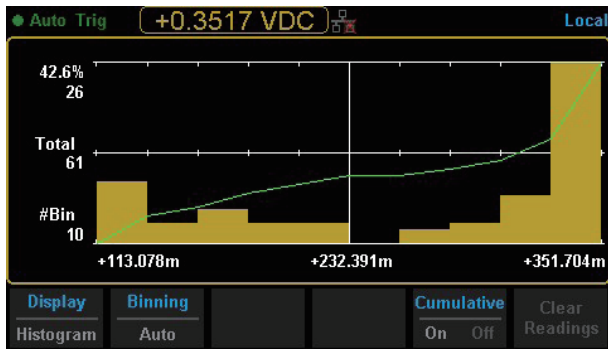 Auto Trig +0.3517 VDC Local
42.6%
26
Total
61
#Bin
10
+113.078m +232.391m +351.704m
Display Binning Cumulative Clear
Histogram Auto On Off Readings